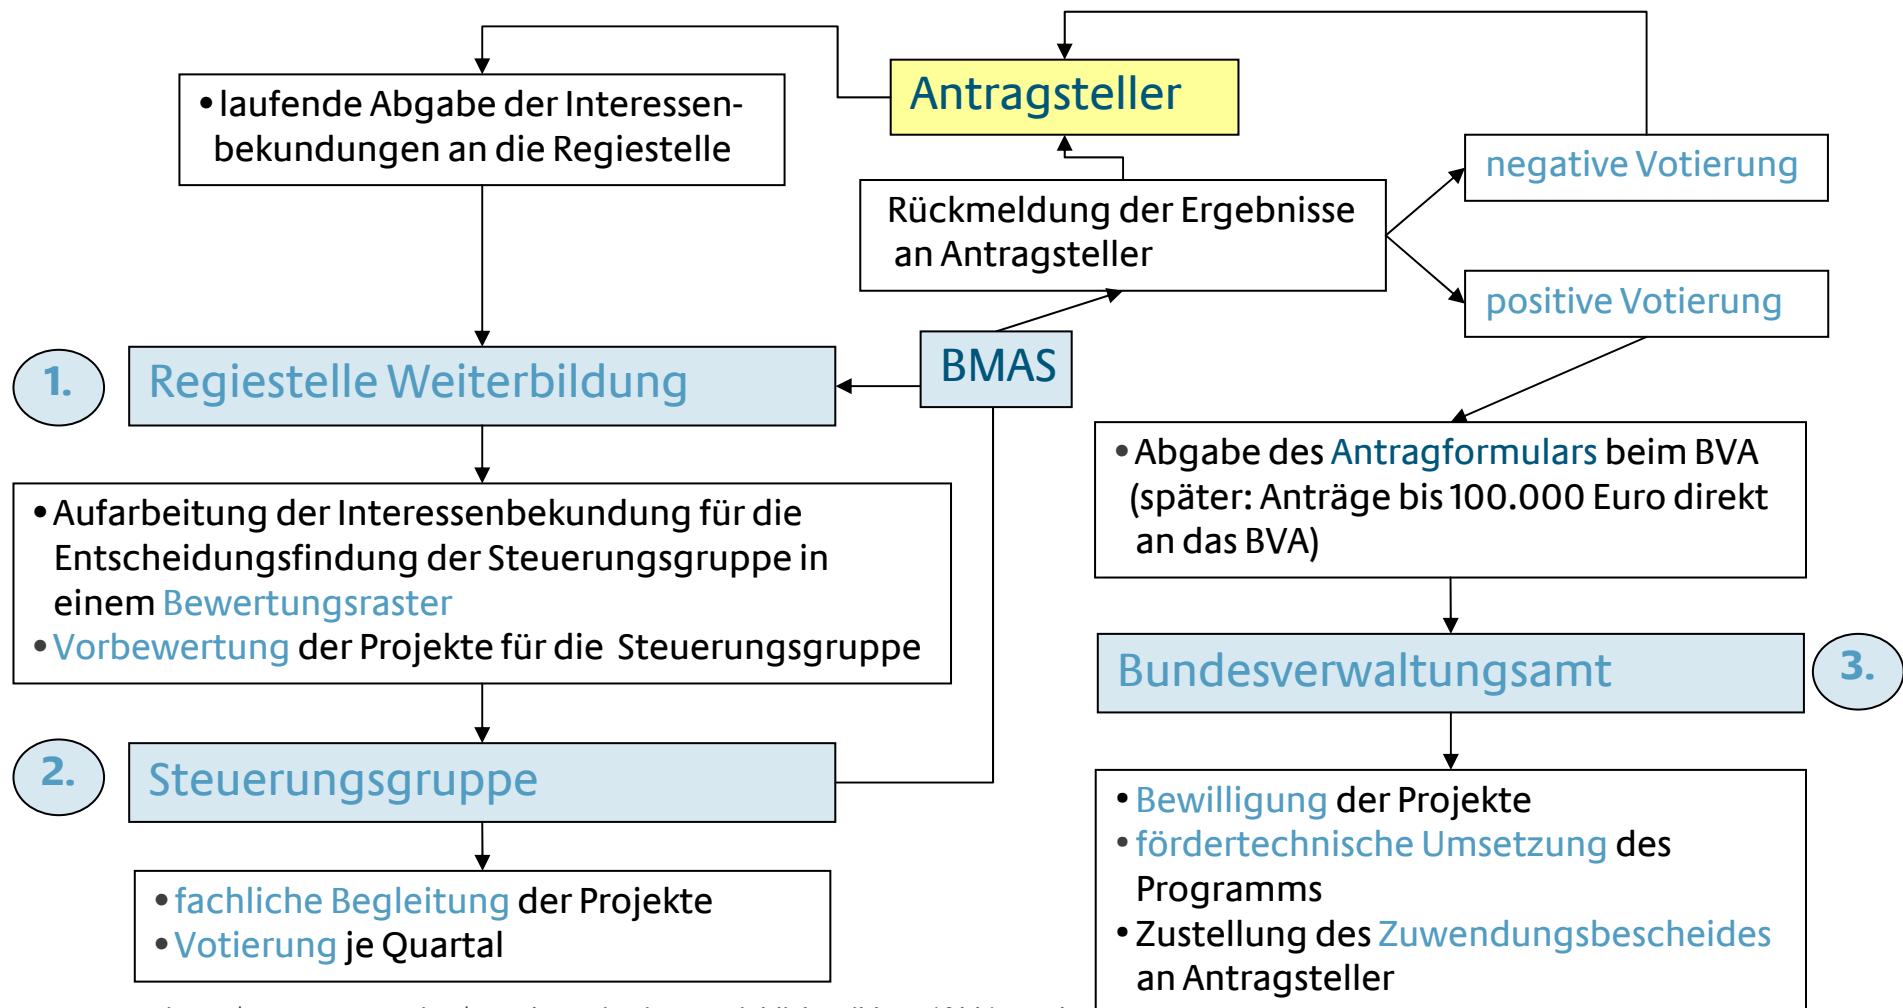 Antragsteller
• laufende Abgabe der Interessen-
bekundungen an die Regiestelle
negative Votierung
Rückmeldung der Ergebnisse
an Antragsteller
positive Votierung
BMAS
1.
Regiestelle Weiterbildung
• Aufarbeitung der Interessenbekundung für die
Entscheidungsfindung der Steuerungsgruppe in
einem Bewertungsraster
• Vorbewertung der Projekte für die Steuerungsgruppe
2.
Steuerungsgruppe
• fachliche Begleitung der Projekte
• Votierung je Quartal
• Abgabe des Antragformulars beim BVA
(später: Anträge bis 100.000 Euro direkt
an das BVA)
Bundesverwaltungsamt
3.
• Bewilligung der Projekte
• fördertechnische Umsetzung des
Programms
• Zustellung des Zuwendungsbescheides
an Antragsteller